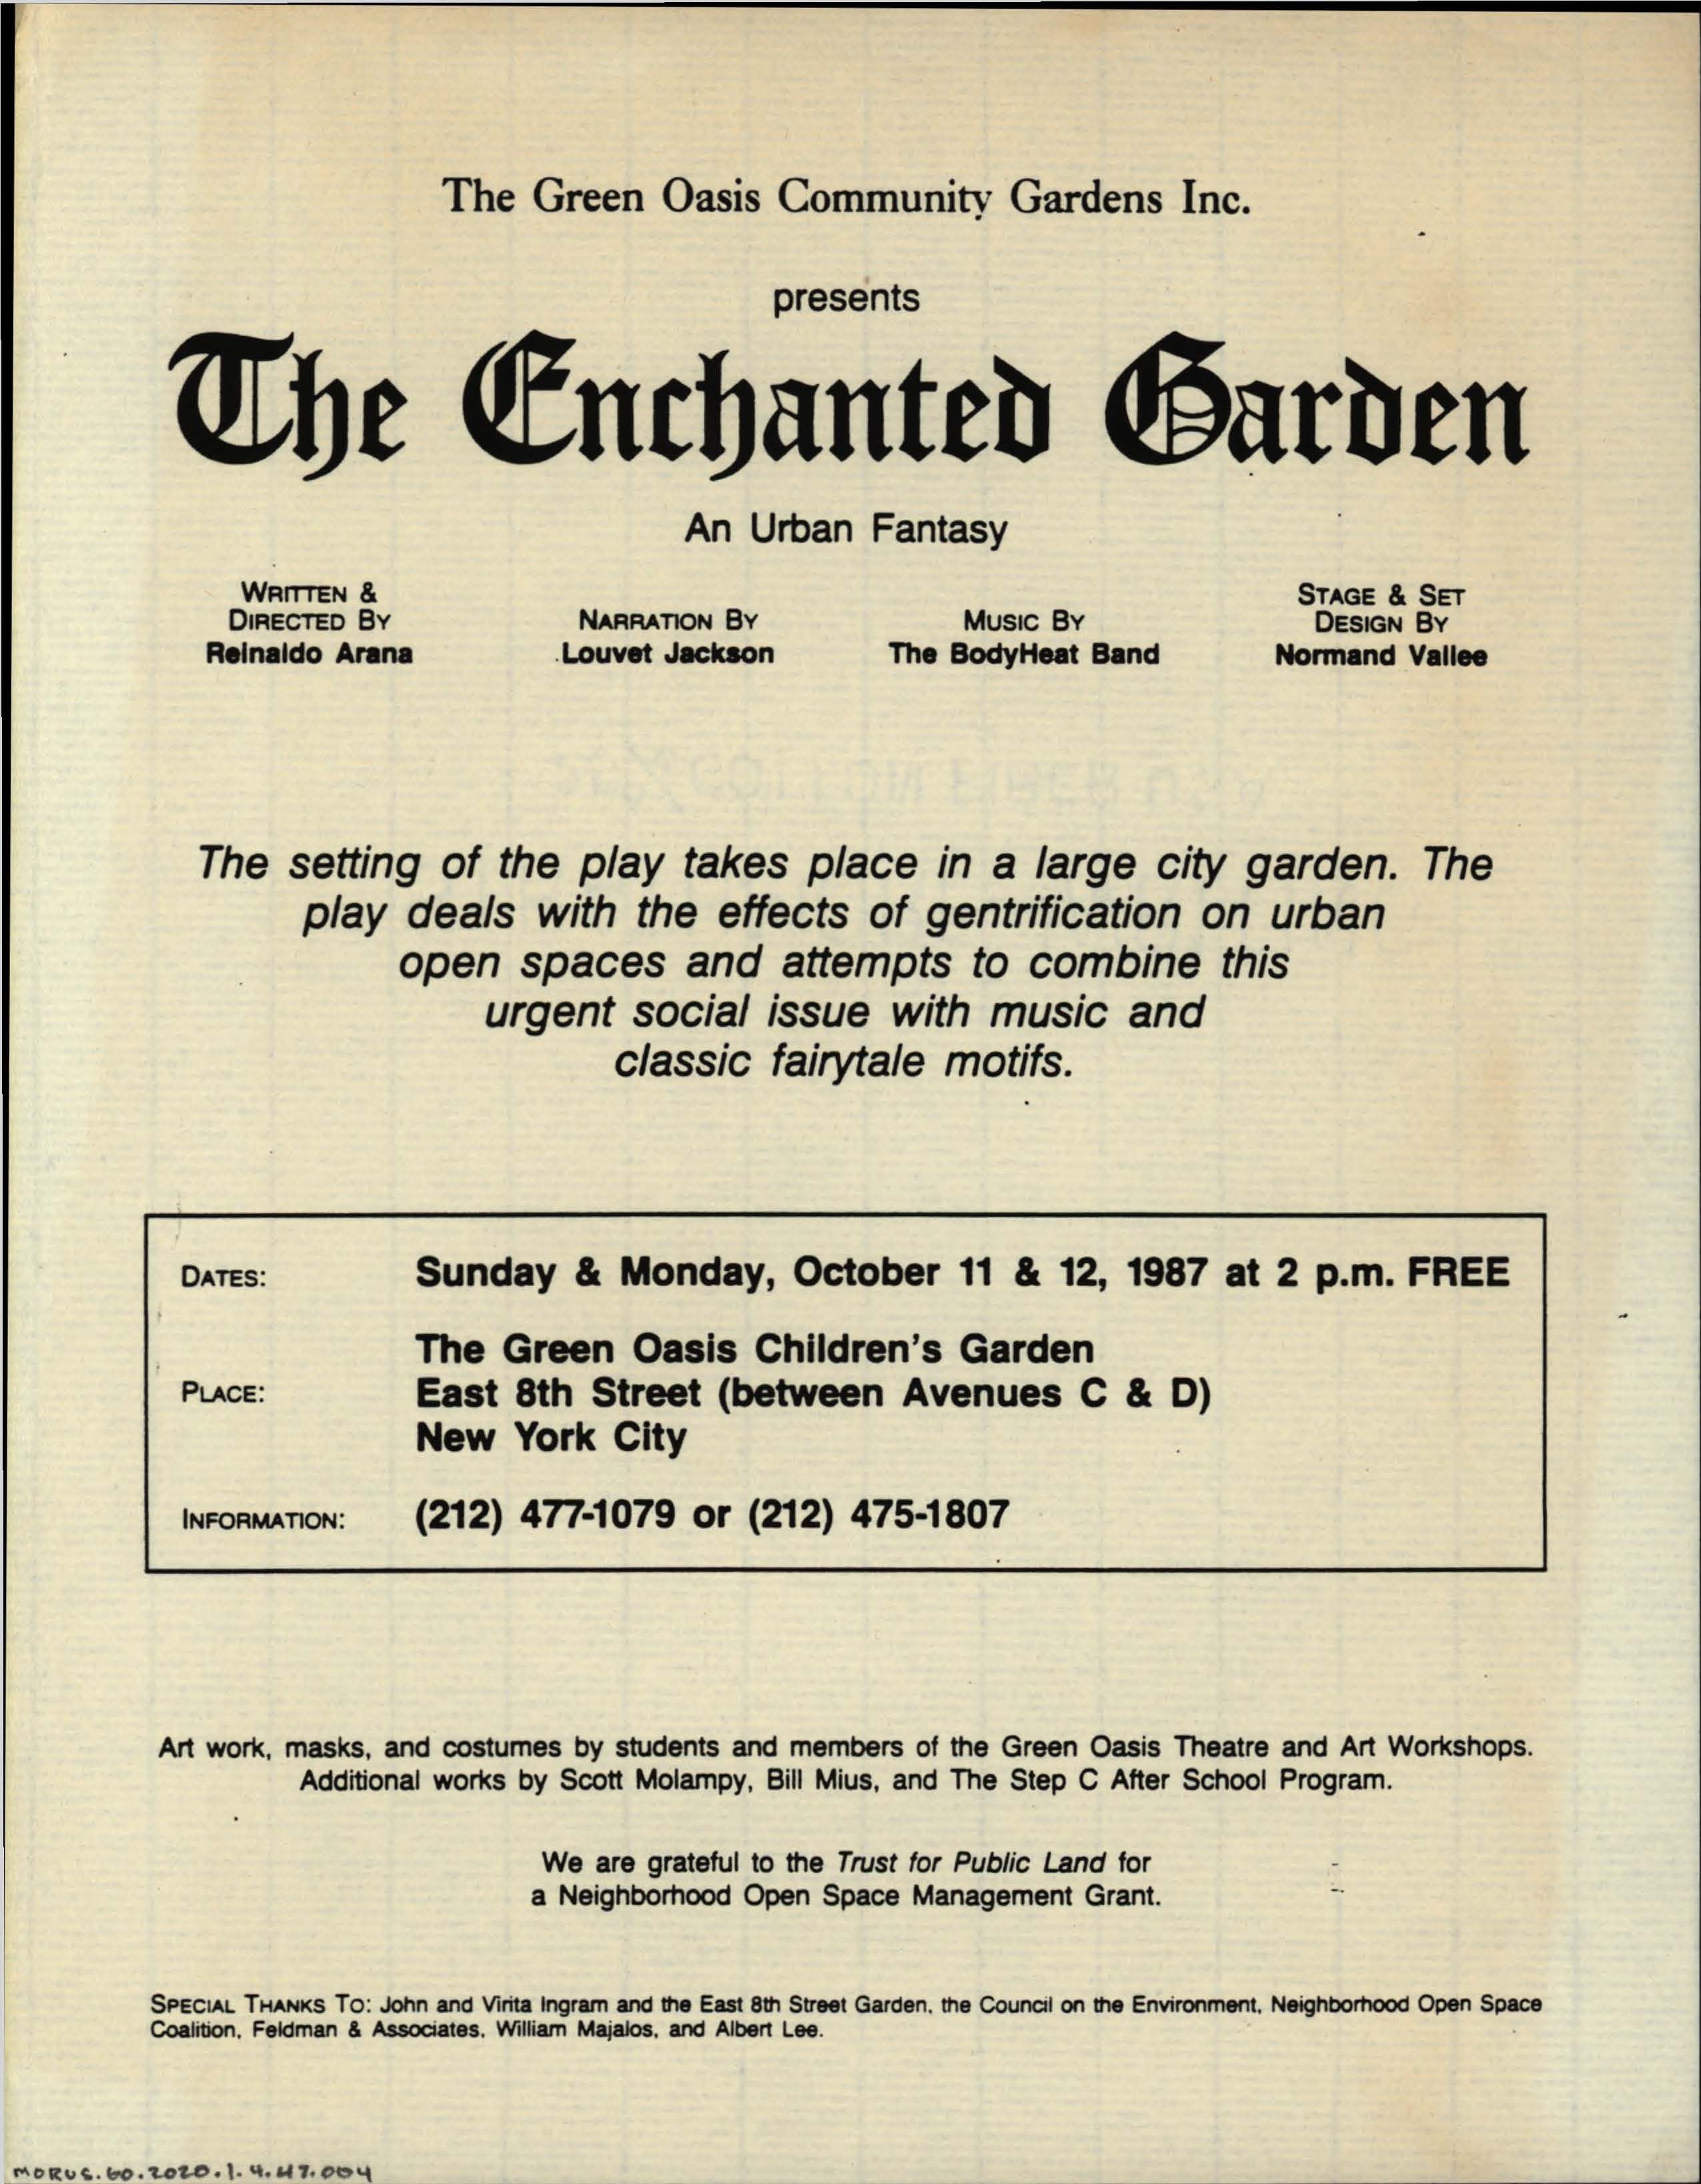 The Green Oasis Community Gardens Inc.
presents
The Enchanted Garden
An Urban Fantasy
WRITTEN &
DIRECTED BY
Reinaldo Arana
NARRATION BY
Louvet Jackson
MUSIC BY
The BodyHeat Band
STAGE & SET
DESIGN BY
Normand Vallee
The setting of the play takes place in a large city garden. The
play deals with the effects of gentrification on urban
open spaces and attempts to combine this
urgent social issue with music and
classic fairytale motifs.
DATES: Sunday & Monday, October 11 & 12, 1987 at 2 p.m. FREE
The Green Oasis Children's Garden
PLACE: East 8th Street (between Avenues C & D)
New York City
INFORMATION: (212) 477-1079 or (212) 475-1807
Art work, masks, and costumes by students and members of the Green Oasis Theatre and Art Workshops.
Additional works by Scott Molampy, Bill Mius, and The Step C After School Program.
We are grateful to the Trust for Public Land for
a Neighborhood Open Space Management Grant.
SPECIAL THANKS TO: John and Virita Ingram and the East 8th Street Garden, the Council on the Environment, Neighborhood Open Space
Coalition, Feldman & Associates, William Majalos, and Albert Lee.
MORUS.60.2020.1.4.47.004